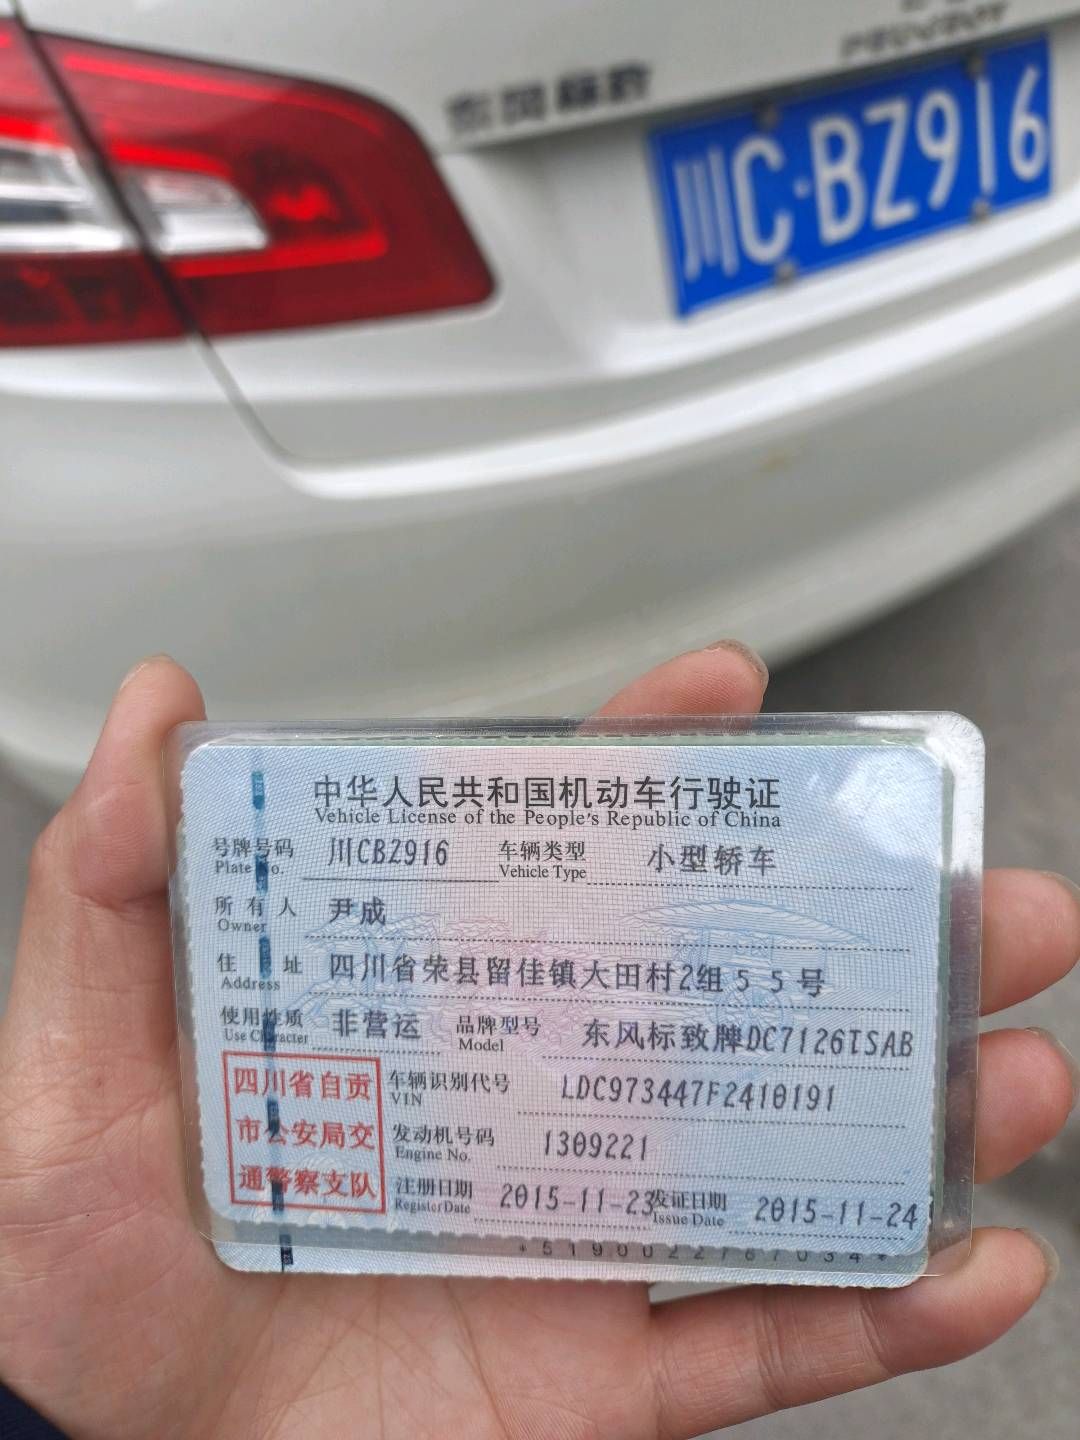 PEUGEOT
东风标致
川C·BZ916
中华人民共和国机动车行驶证
Vehicle License of the People's Republic of China
号牌号码 川CBZ916 车辆类型 小型轿车
Plate No. Vehicle Type
所有人 尹成
Owner
住址 四川省荣县留佳镇大田村2组55号
Address
使用性质 非营运 品牌型号 东风标致牌DC7126TSAB
Use Character Model
四川省自贡
市公安局交
通警察支队
车辆识别代号 LDC973447F2410191
VIN
发动机号码 1309221
Engine No.
注册日期 2015-11-23 发证日期 2015-11-24
Register Date Issue Date
*5190022767034*